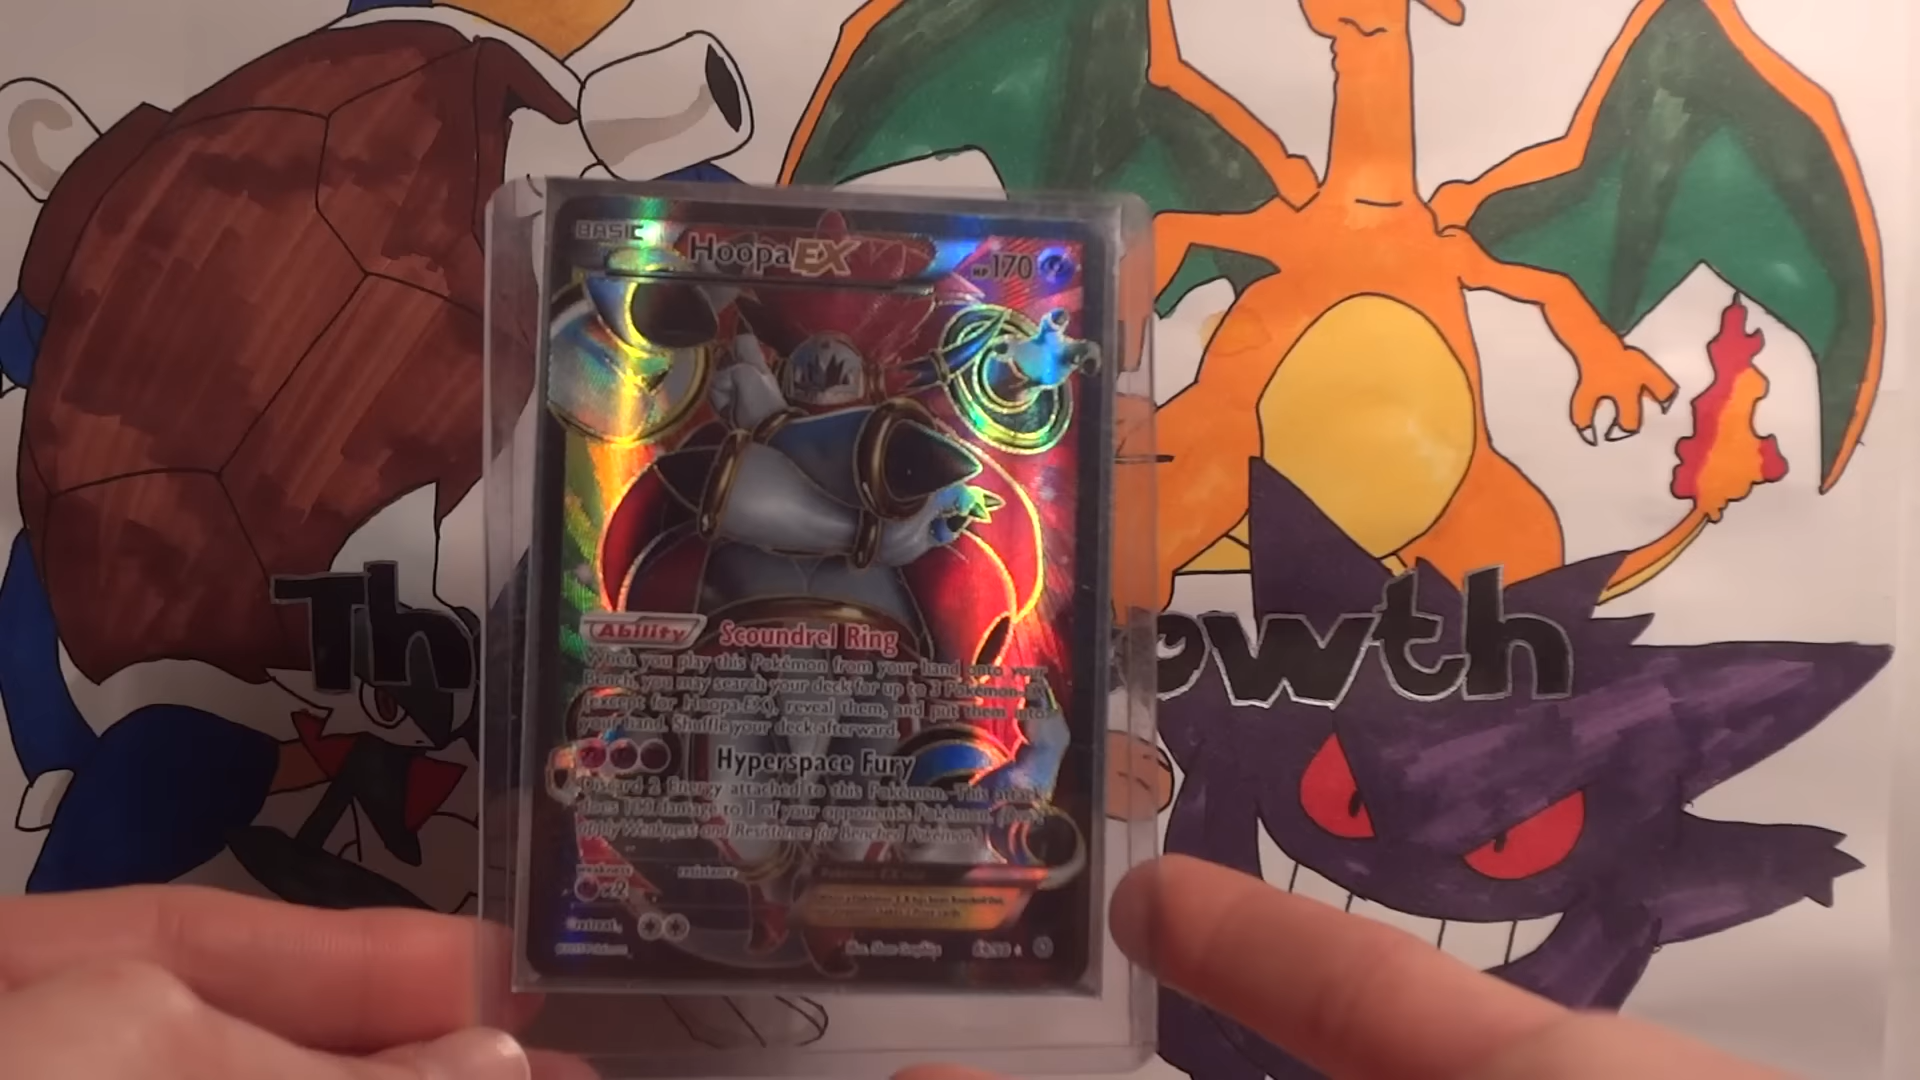 BASIC
Hoopa EX
HP170
Th
owth
Ability Scoundrel Ring
When you play this Pokémon from your hand onto your
Bench, you may search your deck for up to 3 Pokémon-EX
(except for Hoopa-EX), reveal them, and put them into
your hand. Shuffle your deck afterward.
Hyperspace Fury
Discard 2 Energy attached to this Pokémon. This attack
does 100 damage to 1 of your opponent's Pokémon. (Don't
apply Weakness and Resistance for Benched Pokémon.)
weakness
resistance
×2
Pokémon-EX rule
retreat